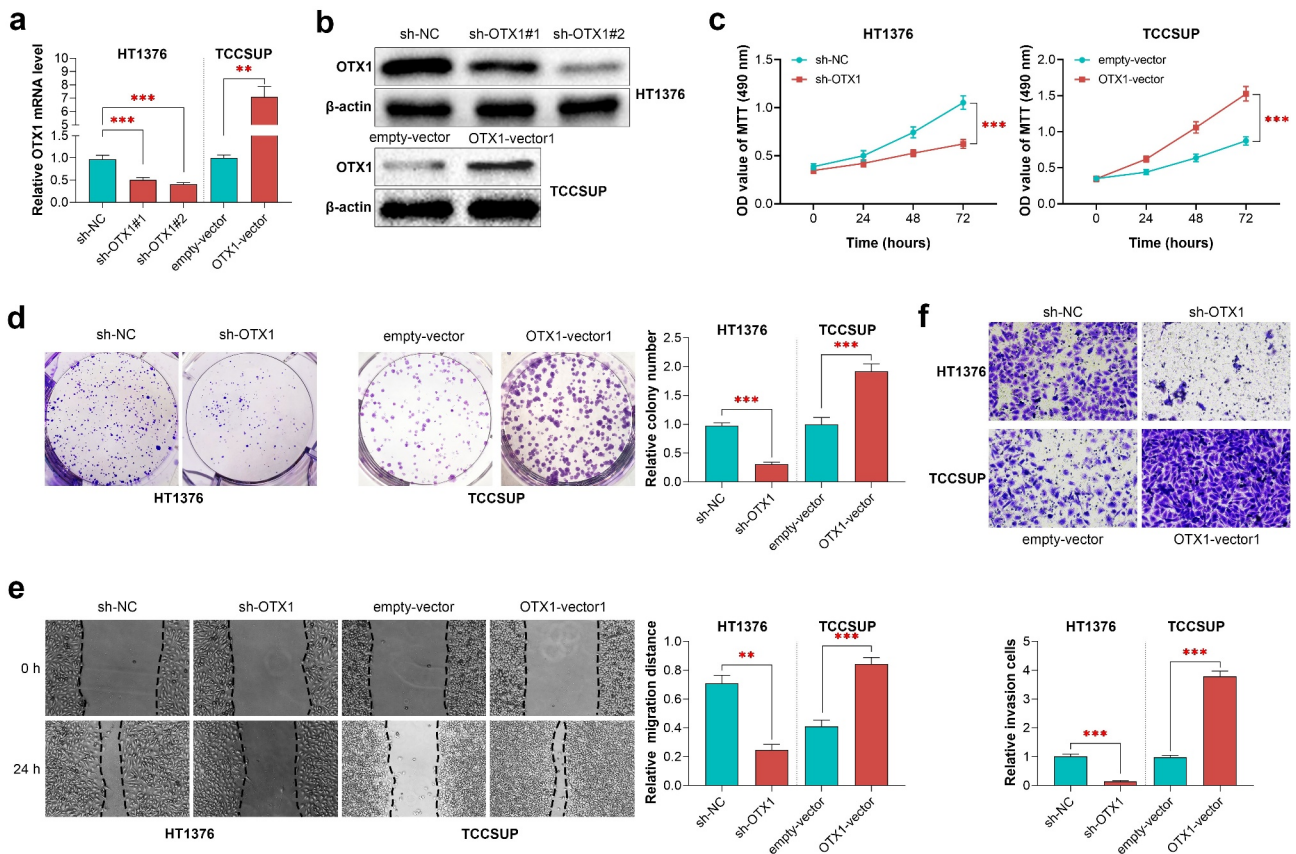 a
HT1376
TCCSUP
Relative OTX1 mRNA level
10
9
8
7
6
5
1.5
1.0
0.5
0.0
***
***
**
sh-NC
sh-OTX1#1
sh-OTX1#2
empty-vector
OTX1-vector
b
sh-NC sh-OTX1#1 sh-OTX1#2
OTX1
β-actin
HT1376
empty-vector OTX1-vector1
OTX1
β-actin
TCCSUP
c
HT1376
sh-NC
sh-OTX1
OD value of MTT (490 nm)
1.5
1.0
0.5
0.0
***
0 24 48 72
Time (hours)
TCCSUP
empty-vector
OTX1-vector
OD value of MTT (490 nm)
2.0
1.5
1.0
0.5
0.0
***
0 24 48 72
Time (hours)
d
sh-NC sh-OTX1
HT1376
empty-vector OTX1-vector1
TCCSUP
HT1376
TCCSUP
Relative colony number
2.5
2.0
1.5
1.0
0.5
0.0
***
***
sh-NC
sh-OTX1
empty-vector
OTX1-vector
f
sh-NC sh-OTX1
HT1376
TCCSUP
empty-vector OTX1-vector1
e
sh-NC sh-OTX1 empty-vector OTX1-vector1
0 h
24 h
HT1376 TCCSUP
HT1376
TCCSUP
Relative migration distance
1.0
0.8
0.6
0.4
0.2
0.0
**
***
sh-NC
sh-OTX1
empty-vector
OTX1-vector
HT1376
TCCSUP
Relative invasion cells
5
4
3
2
1
0
***
***
sh-NC
sh-OTX1
empty-vector
OTX1-vector